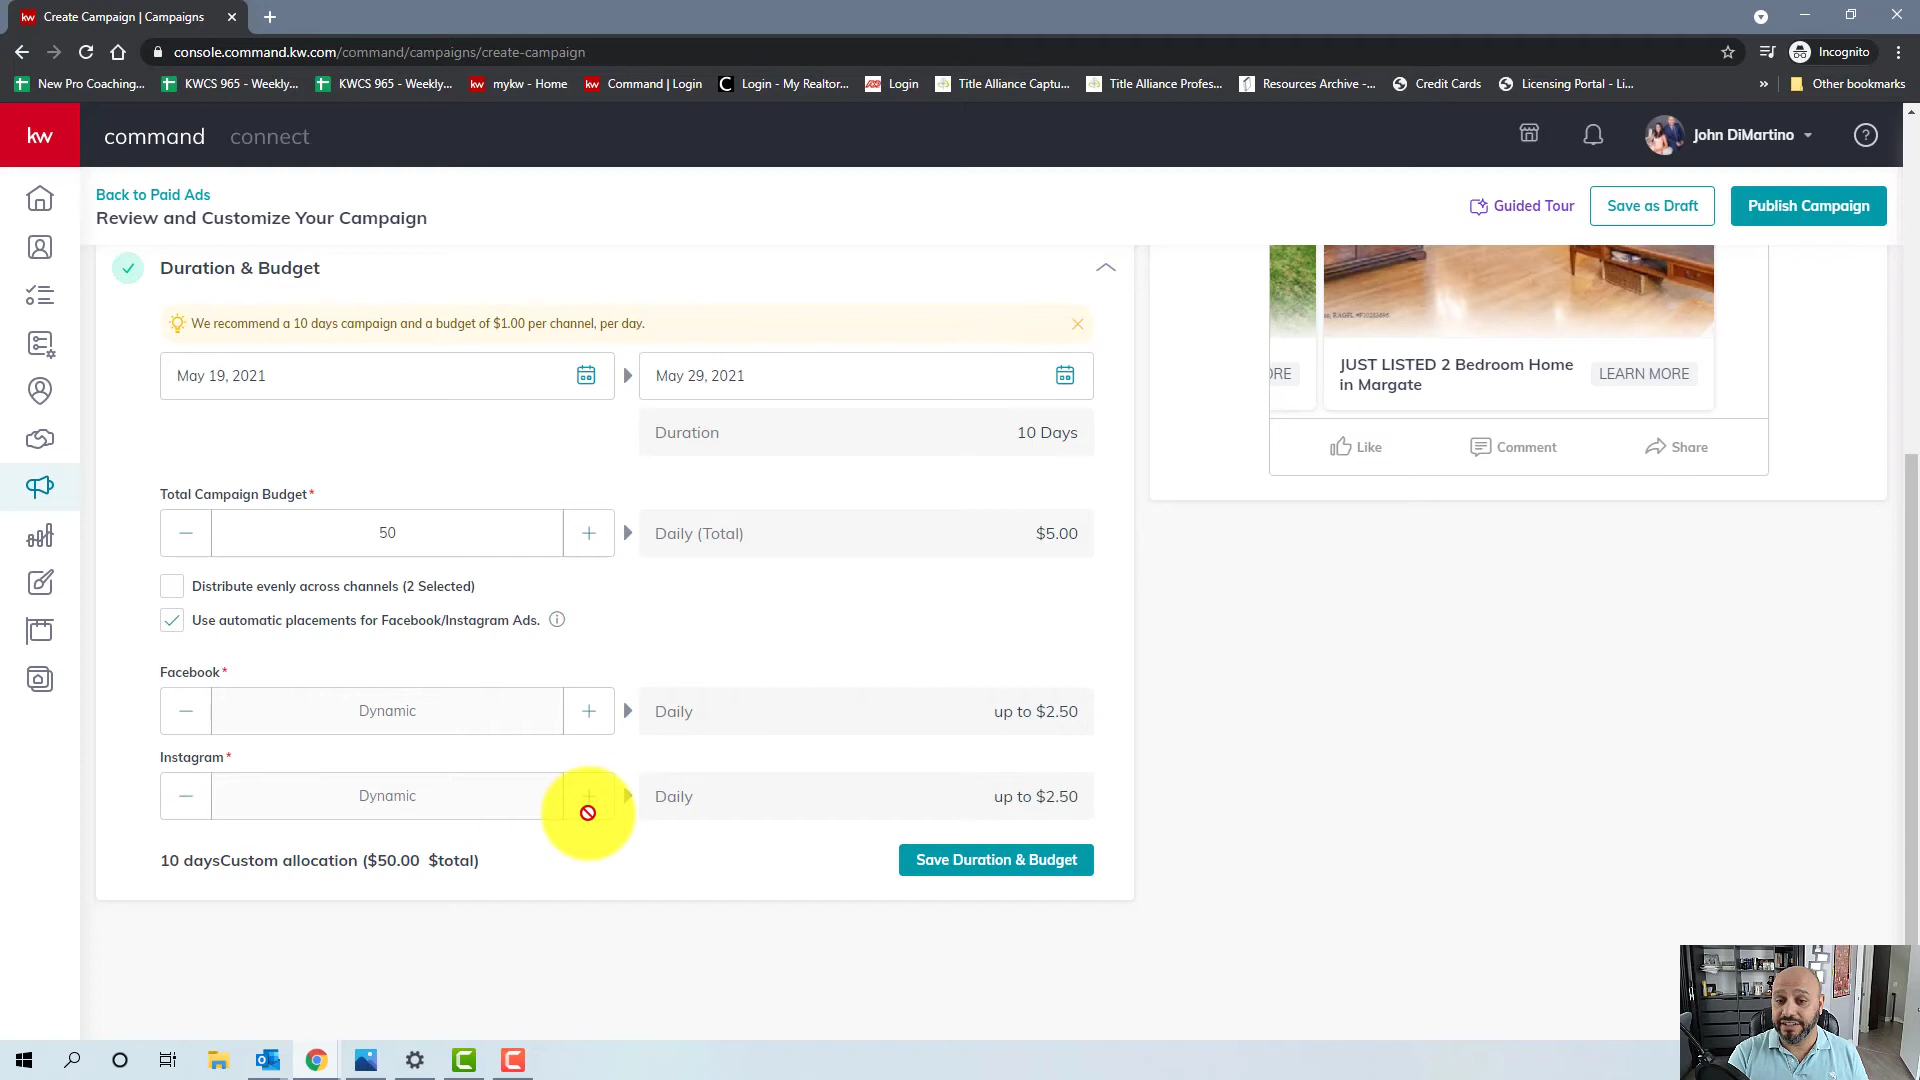 kw Create Campaign | Campaigns
console.command.kw.com/command/campaigns/create-campaign
Incognito
New Pro Coaching... KWCS 965 - Weekly... KWCS 965 - Weekly... kw mykw - Home kw Command | Login C Login - My Realtor... Login Title Alliance Captu... Title Alliance Profes... Resources Archive -... Credit Cards Licensing Portal - Li... » Other bookmarks
kw command connect John DiMartino
Back to Paid Ads
Review and Customize Your Campaign
Guided Tour Save as Draft Publish Campaign
Duration & Budget
We recommend a 10 days campaign and a budget of $1.00 per channel, per day.
May 19, 2021 May 29, 2021
Duration 10 Days
Total Campaign Budget*
50 Daily (Total) $5.00
Distribute evenly across channels (2 Selected)
Use automatic placements for Facebook/Instagram Ads.
Facebook*
Dynamic Daily up to $2.50
Instagram*
Dynamic Daily up to $2.50
10 daysCustom allocation ($50.00 $total)
Save Duration & Budget
ORE
JUST LISTED 2 Bedroom Home
in Margate
LEARN MORE
Like Comment Share